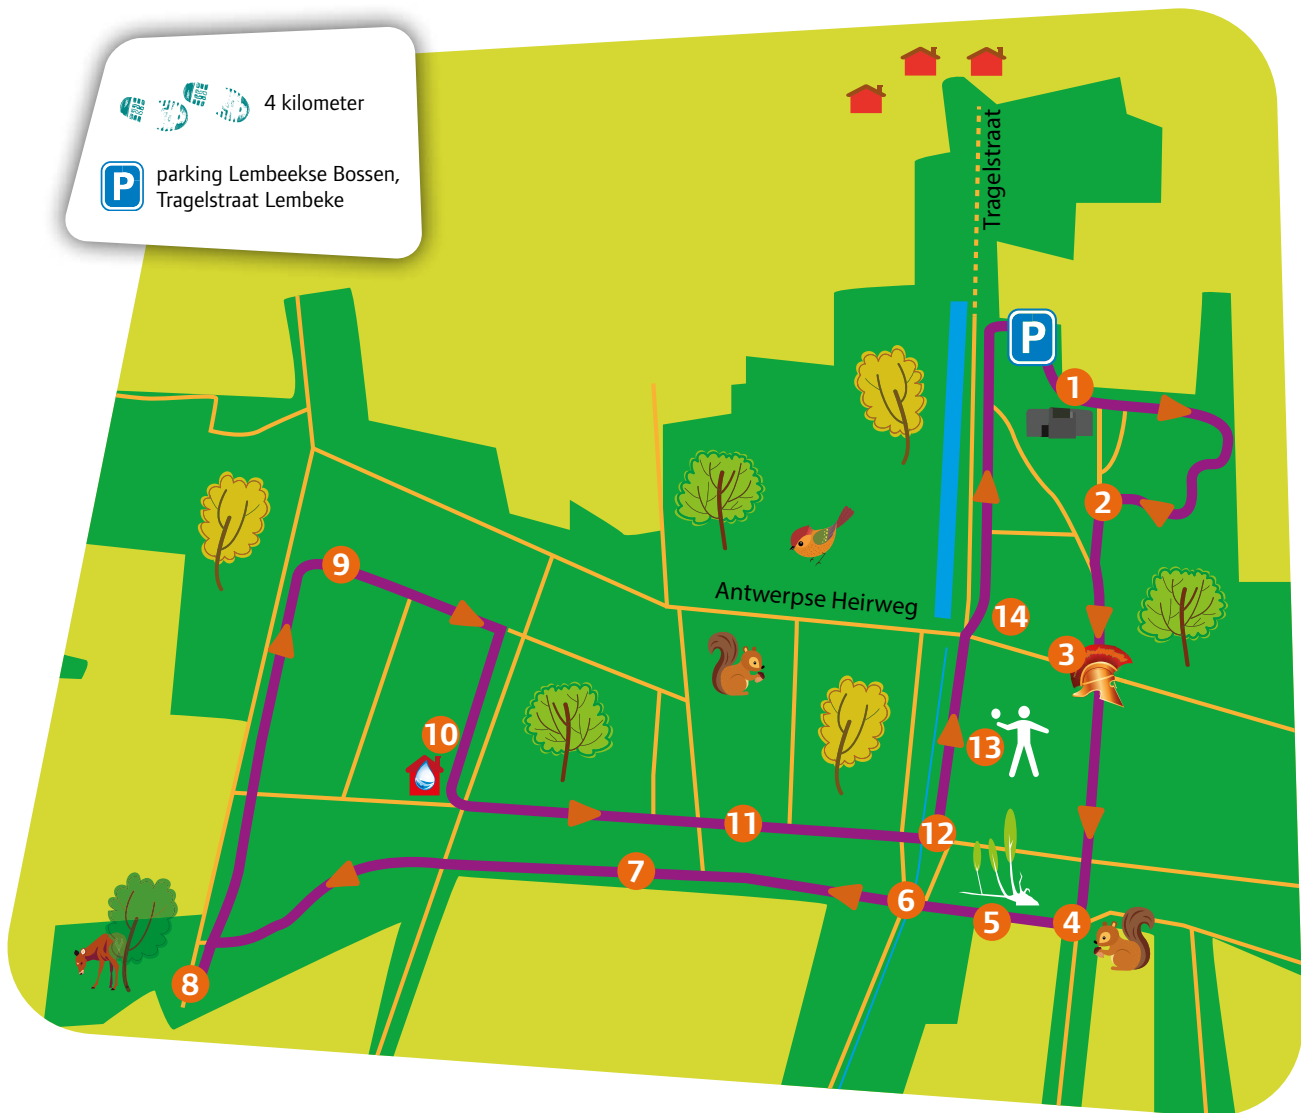 4 kilometer
P
parking Lembeekse Bossen,
Tragelstraat Lembeke
Tragelstraat
P
1
2
Antwerpse Heirweg
14
3
9
10
13
11
12
7
6
5
4
8